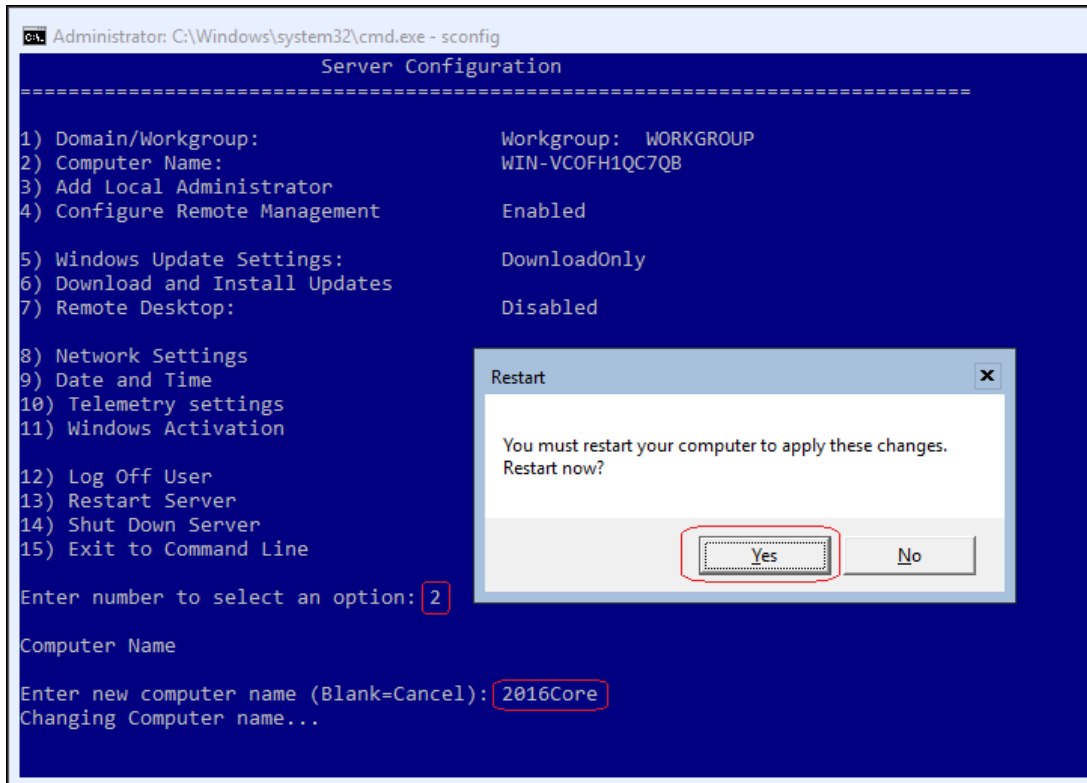 Administrator: C:\Windows\system32\cmd.exe - sconfig
Server Configuration
===============================================================================
1) Domain/Workgroup: Workgroup: WORKGROUP
2) Computer Name: WIN-VCOFH1QC7QB
3) Add Local Administrator
4) Configure Remote Management Enabled
5) Windows Update Settings: DownloadOnly
6) Download and Install Updates
7) Remote Desktop: Disabled
8) Network Settings
9) Date and Time
10) Telemetry settings
11) Windows Activation
12) Log Off User
13) Restart Server
14) Shut Down Server
15) Exit to Command Line
Enter number to select an option: 2
Computer Name
Enter new computer name (Blank=Cancel): 2016Core
Changing Computer name...
Restart
You must restart your computer to apply these changes.
Restart now?
Yes No